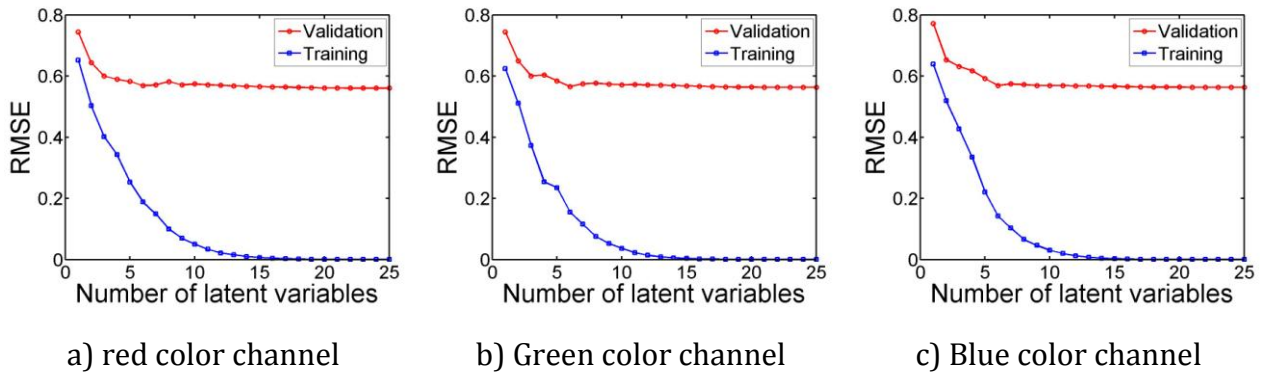 0.8
0.6
0.4
0.2
0
RMSE
0 5 10 15 20 25
Number of latent variables
Validation
Training
a) red color channel
0.8
0.6
0.4
0.2
0
RMSE
0 5 10 15 20 25
Number of latent variables
Validation
Training
b) Green color channel
0.8
0.6
0.4
0.2
0
RMSE
0 5 10 15 20 25
Number of latent variables
Validation
Training
c) Blue color channel